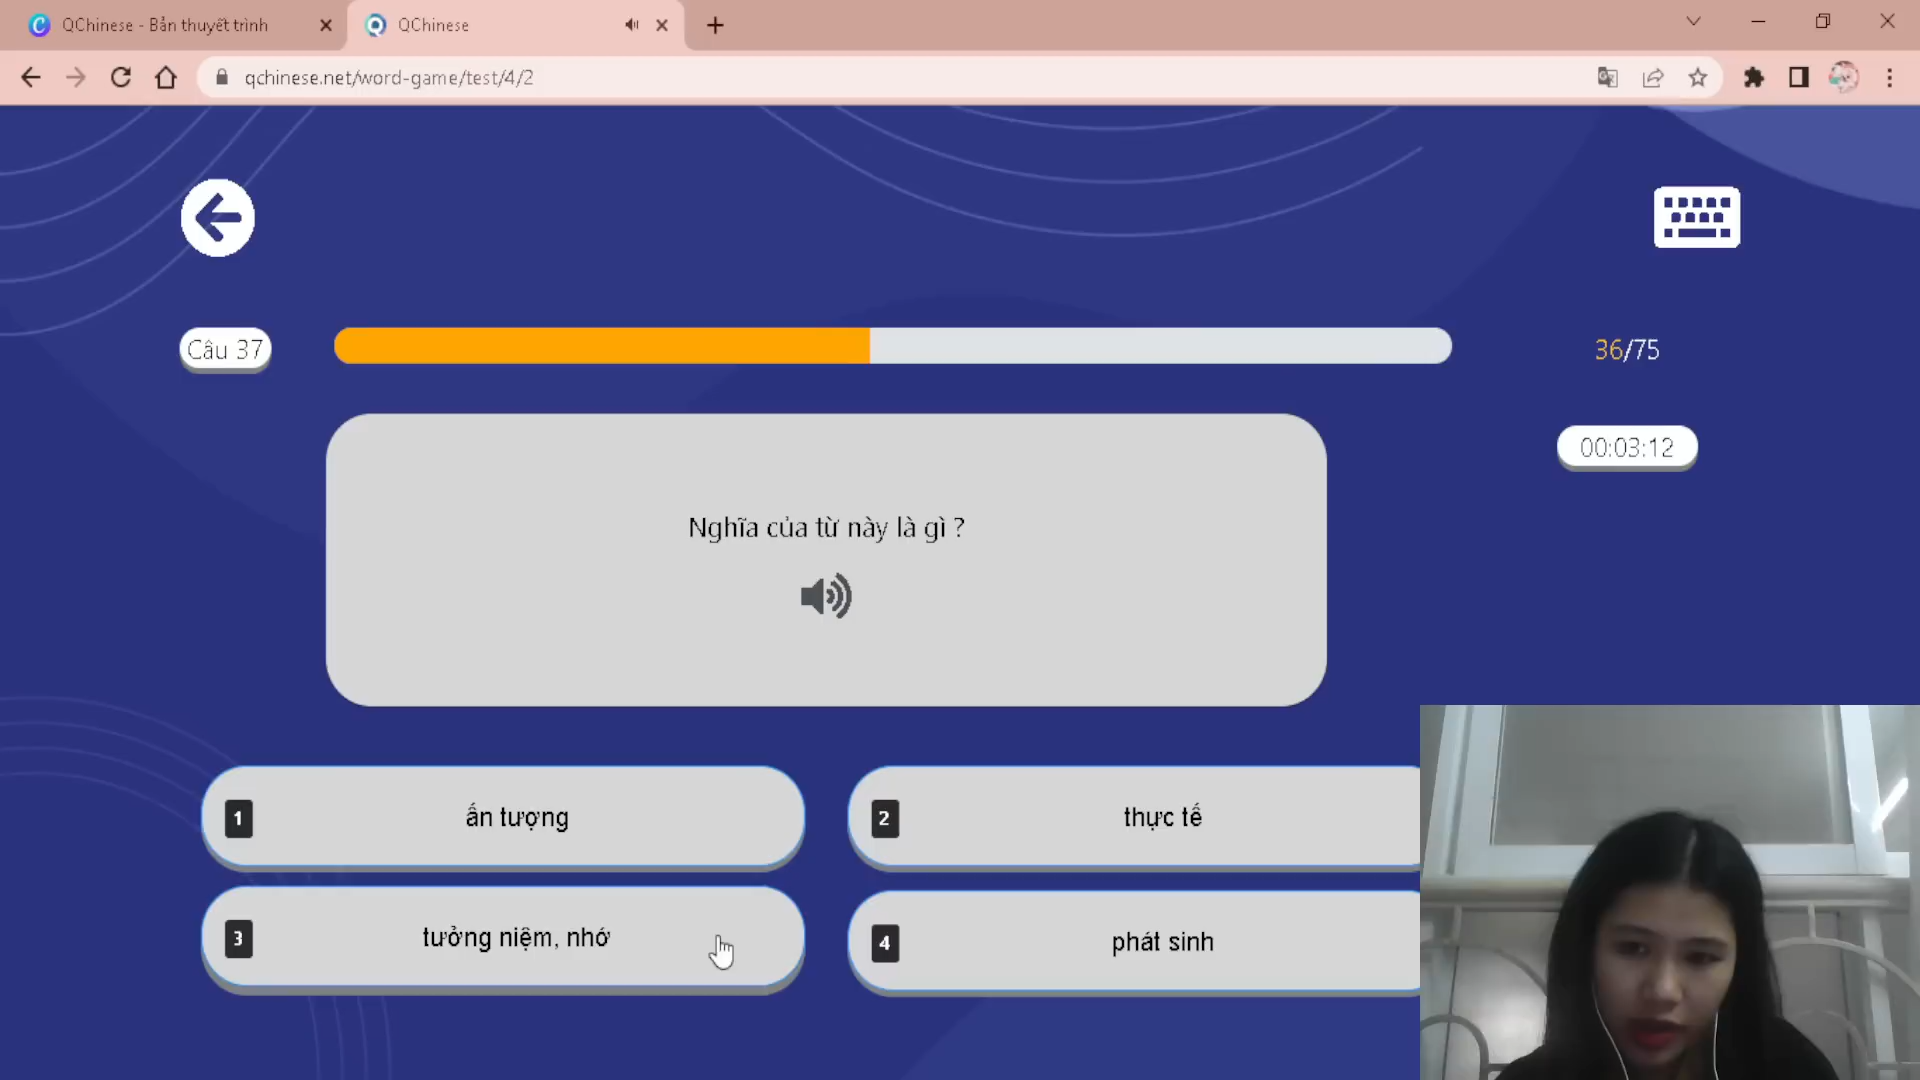 QChinese - Bản thuyết trình
QChinese
qchinese.net/word-game/test/4/2
Câu 37
36/75
00:03:12
Nghĩa của từ này là gì ?
1 ấn tượng
2 thực tế
3 tưởng niệm, nhớ
4 phát sinh